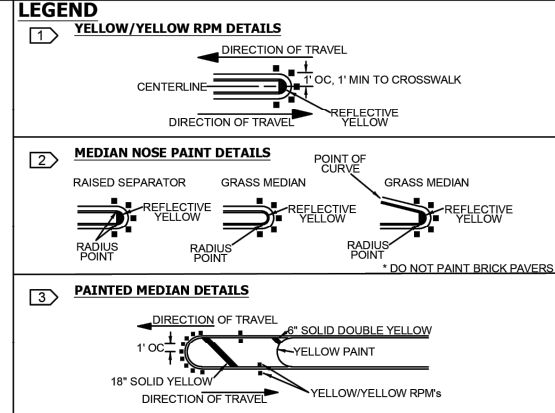 LEGEND
1 YELLOW/YELLOW RPM DETAILS
DIRECTION OF TRAVEL
1' OC, 1' MIN TO CROSSWALK
CENTERLINE
REFLECTIVE
YELLOW
DIRECTION OF TRAVEL
2 MEDIAN NOSE PAINT DETAILS
RAISED SEPARATOR
REFLECTIVE
YELLOW
RADIUS
POINT
GRASS MEDIAN
REFLECTIVE
YELLOW
RADIUS
POINT
POINT OF
CURVE
GRASS MEDIAN
REFLECTIVE
YELLOW
RADIUS
POINT
* DO NOT PAINT BRICK PAVERS
3 PAINTED MEDIAN DETAILS
DIRECTION OF TRAVEL
6" SOLID DOUBLE YELLOW
1' OC
YELLOW PAINT
18" SOLID YELLOW
YELLOW/YELLOW RPM's
DIRECTION OF TRAVEL